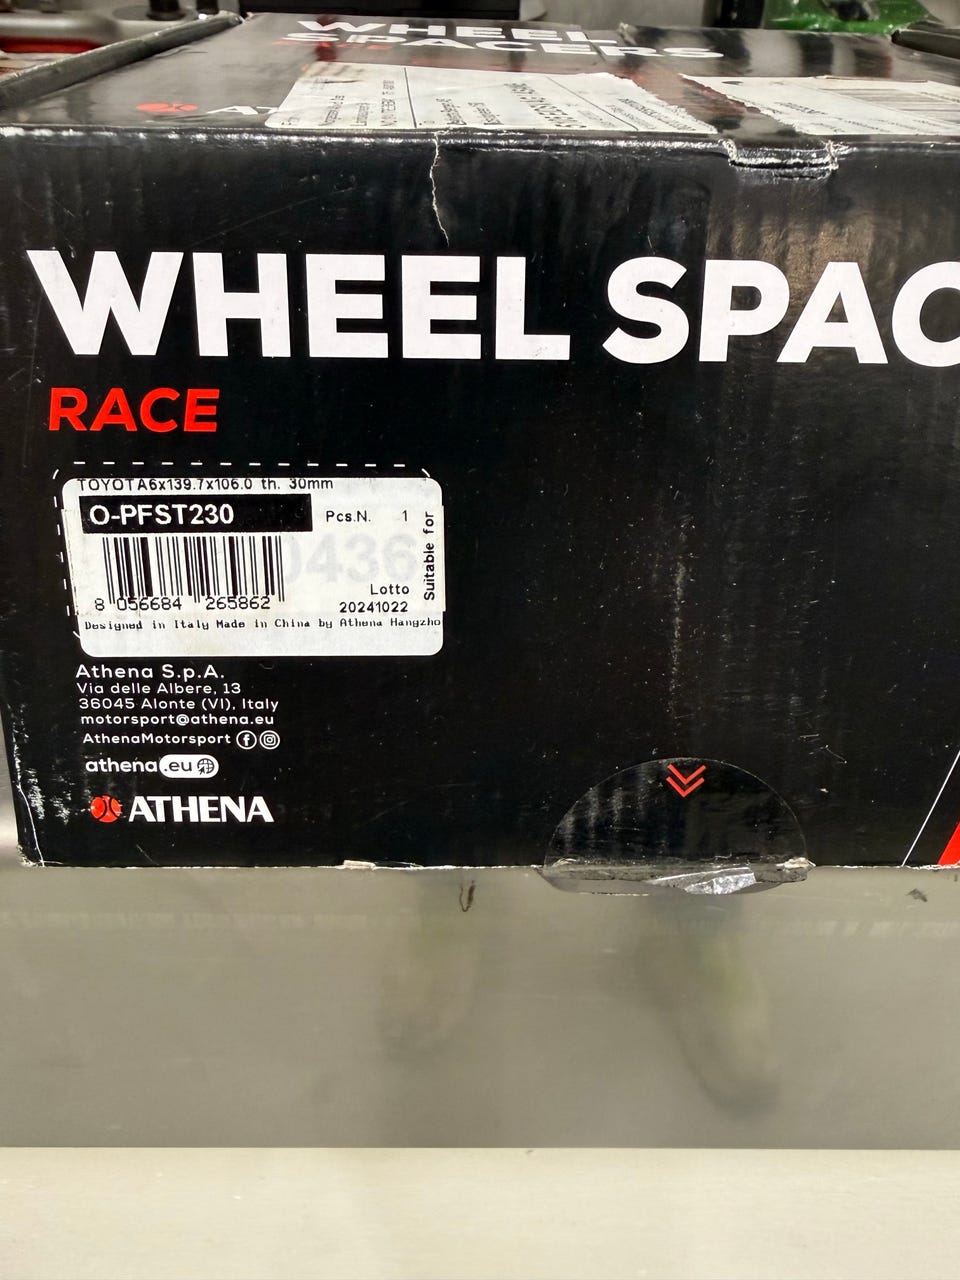 WHEEL
SPACERS
WHEEL SPAC
RACE
TOYOTA6x139.7x106.0 th. 30mm
O-PFST230
Pcs.N. 1
Suitable for
0436
8 056684 265862
Lotto
20241022
Designed in Italy Made in China by Athena Hangzho
Athena S.p.A.
Via delle Albere, 13
36045 Alonte (VI), Italy
motorsport@athena.eu
AthenaMotorsport
athena.eu
ATHENA